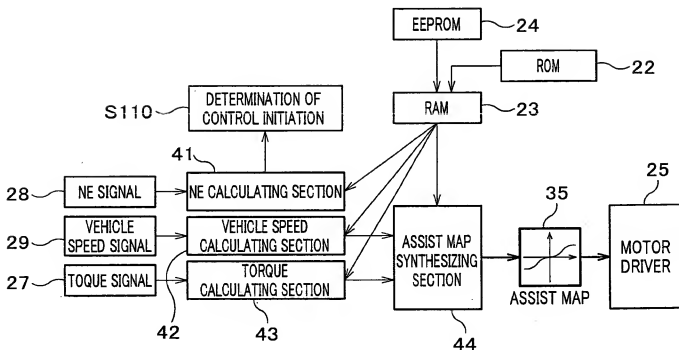 EEPROM
24
ROM
22
RAM
23
S110
DETERMINATION OF
CONTROL INITIATION
41
28
NE SIGNAL
NE CALCULATING SECTION
29
VEHICLE
SPEED SIGNAL
VEHICLE SPEED
CALCULATING SECTION
27
TOQUE SIGNAL
TORQUE
CALCULATING SECTION
42
43
ASSIST MAP
SYNTHESIZING
SECTION
44
35
ASSIST MAP
25
MOTOR
DRIVER